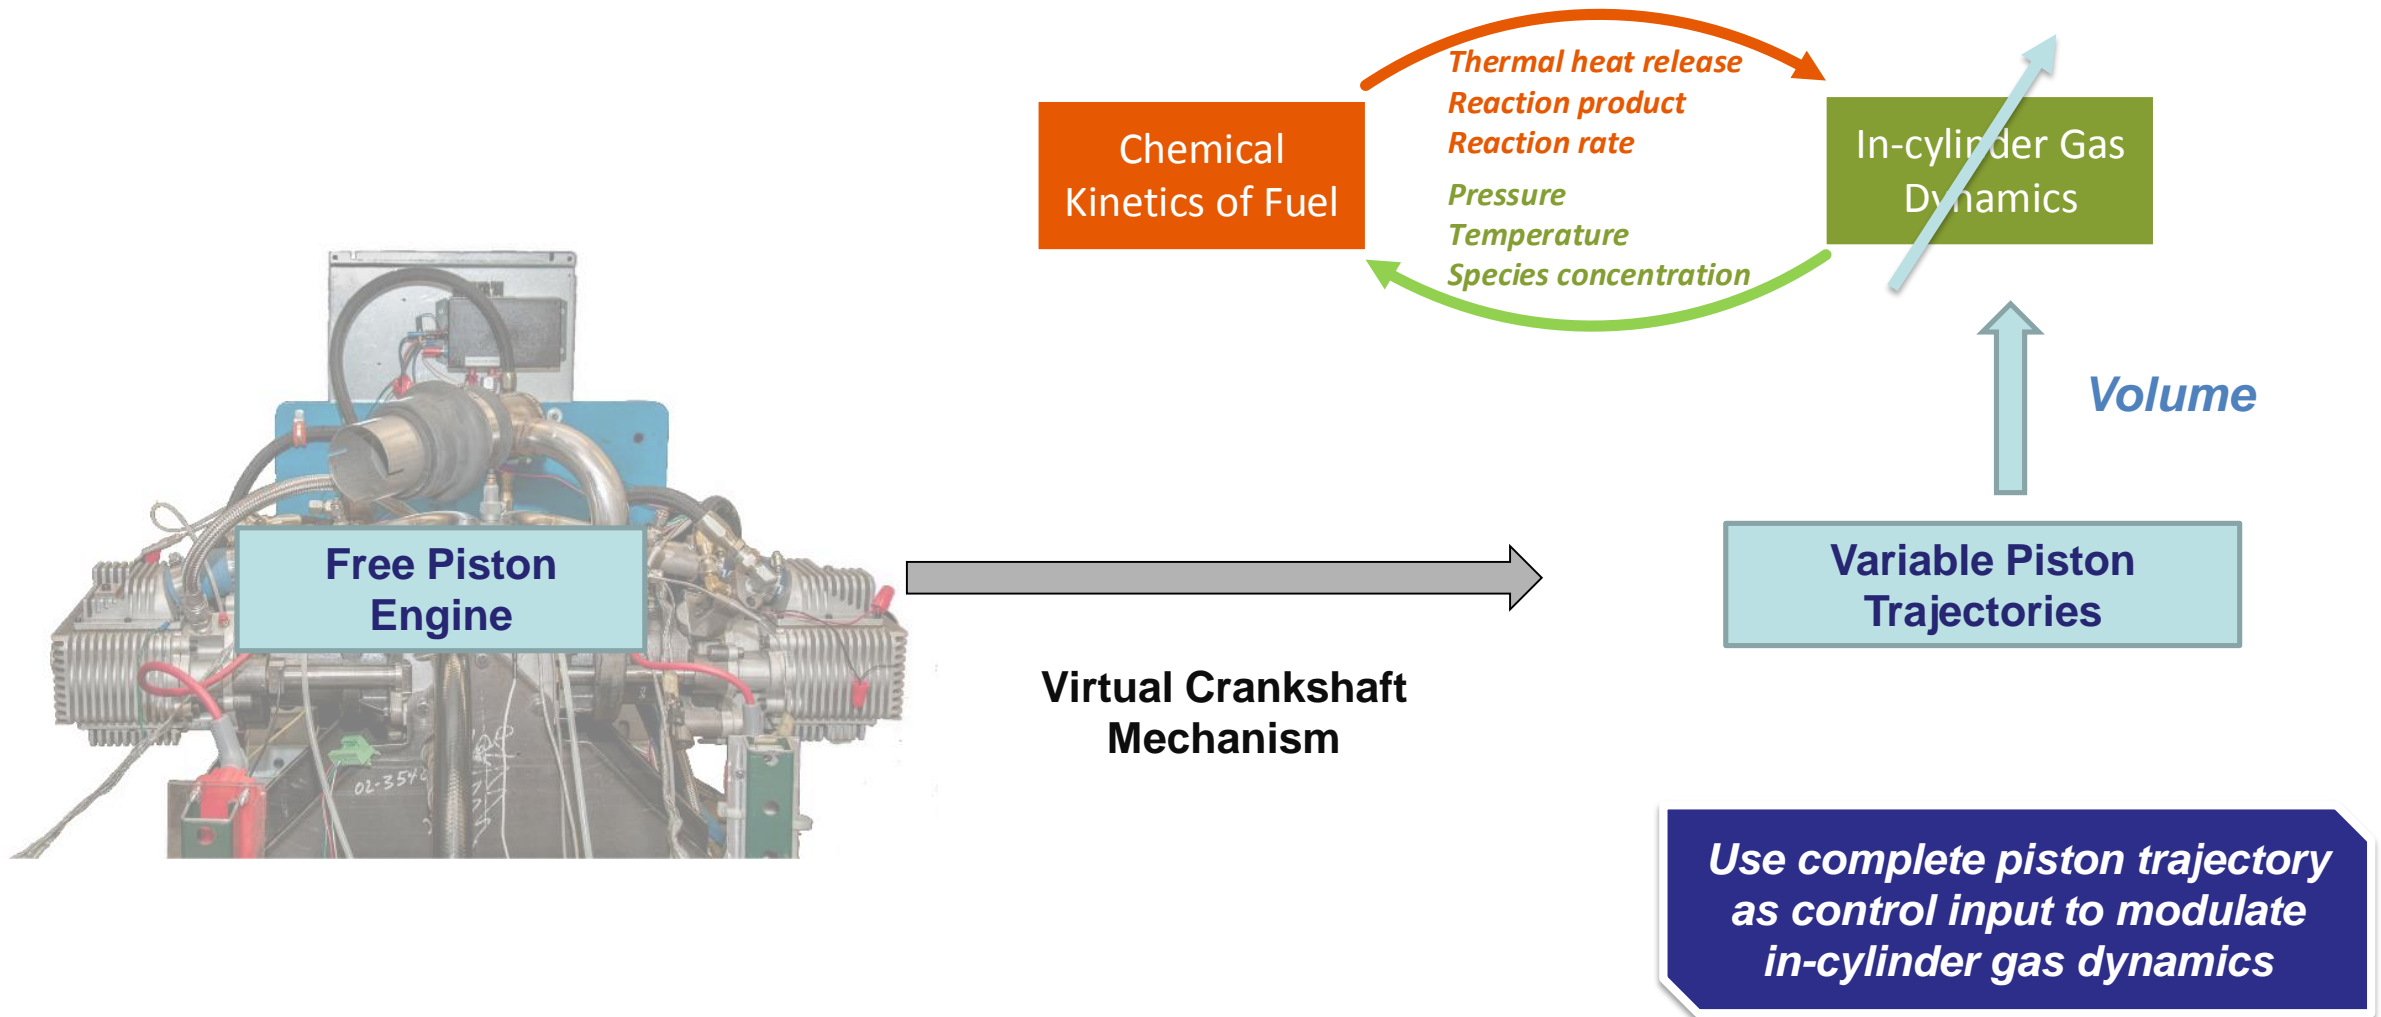 Thermal heat release
Reaction product
Reaction rate
Chemical
Kinetics of Fuel
In-cylinder Gas
Dynamics
Pressure
Temperature
Species concentration
Volume
Free Piston
Engine
Variable Piston
Trajectories
Virtual Crankshaft
Mechanism
Use complete piston trajectory
as control input to modulate
in-cylinder gas dynamics